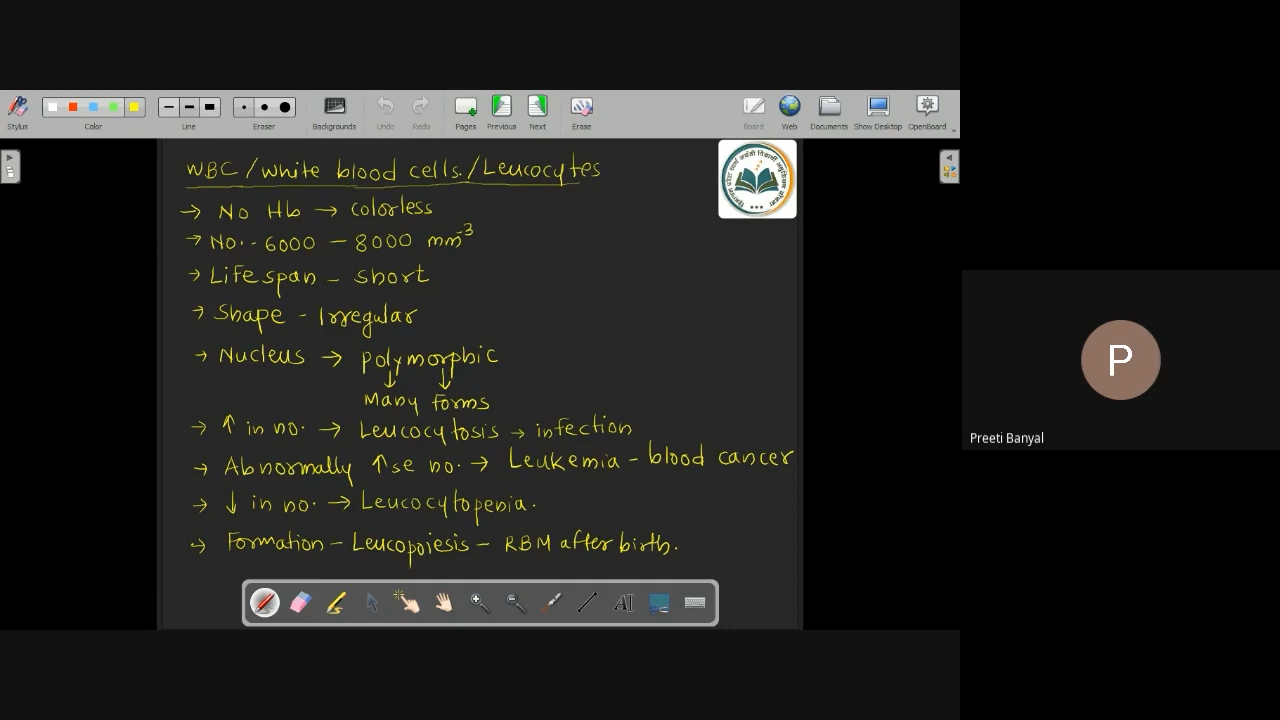 Stylus
Color
Line
Eraser
Backgrounds
Undo
Redo
Pages
Previous
Next
Erase
Board
Web
Documents
Show Desktop
OpenBoard
WBC/White blood cells./Leucocytes
→ No Hb → colorless
→ No.- 6000 - 8000 mm⁻³
→ Life span - short
→ Shape - Irregular
→ Nucleus → Polymorphic
↓ ↓
Many Forms
→ ↑ in no. → Leucocytosis → infection
→ Abnormally ↑se no. → Leukemia - blood cancer
→ ↓ in no. → Leucocytopenia.
→ Formation - Leucopoiesis - RBM after birth.
AI
P
Preeti Banyal